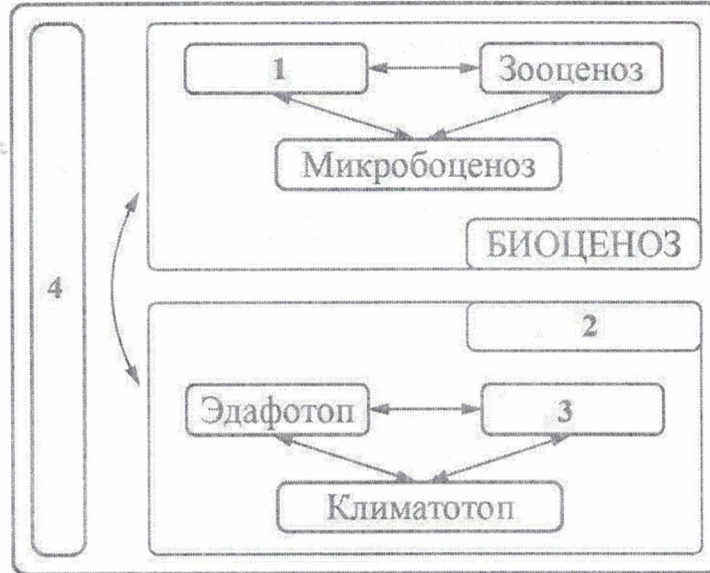 1
Зооценоз
Микробоценоз
БИОЦЕНОЗ
4
2
Эдафотоп
3
Климатотоп